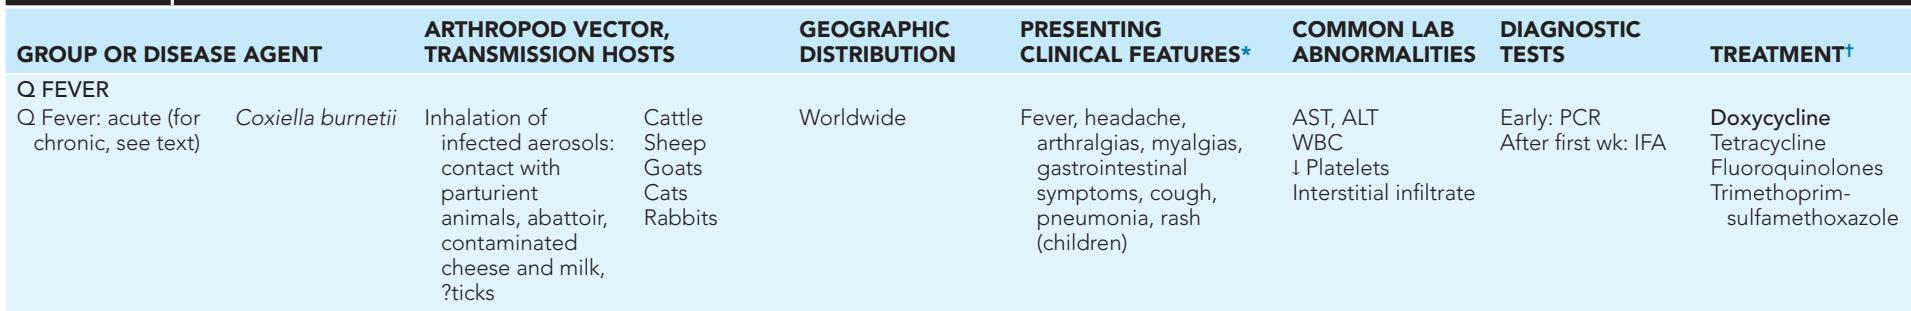 GROUP OR DISEASE AGENT
ARTHROPOD VECTOR,
TRANSMISSION HOSTS
GEOGRAPHIC
DISTRIBUTION
PRESENTING
CLINICAL FEATURES*
COMMON LAB
ABNORMALITIES
DIAGNOSTIC
TESTS
TREATMENT†
Q FEVER
Q Fever: acute (for
chronic, see text)
Coxiella burnetii
Inhalation of
infected aerosols:
contact with
parturient
animals, abattoir,
contaminated
cheese and milk,
?ticks
Cattle
Sheep
Goats
Cats
Rabbits
Worldwide
Fever, headache,
arthralgias, myalgias,
gastrointestinal
symptoms, cough,
pneumonia, rash
(children)
AST, ALT
WBC
↓ Platelets
Interstitial infiltrate
Early: PCR
After first wk: IFA
Doxycycline
Tetracycline
Fluoroquinolones
Trimethoprim-
sulfamethoxazole